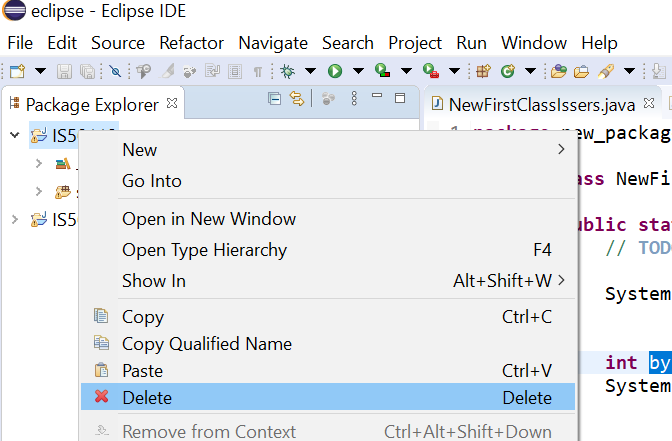 eclipse - Eclipse IDE
File Edit Source Refactor Navigate Search Project Run Window Help
Package Explorer
NewFirstClassIssers.java
New
Go Into
Open in New Window
Open Type Hierarchy F4
Show In Alt+Shift+W
Copy Ctrl+C
Copy Qualified Name
Paste Ctrl+V
Delete Delete
Remove from Context Ctrl+Alt+Shift+Down
IS5
1
new_packag
ass NewFi
ublic sta
// TOD
System
int by
System